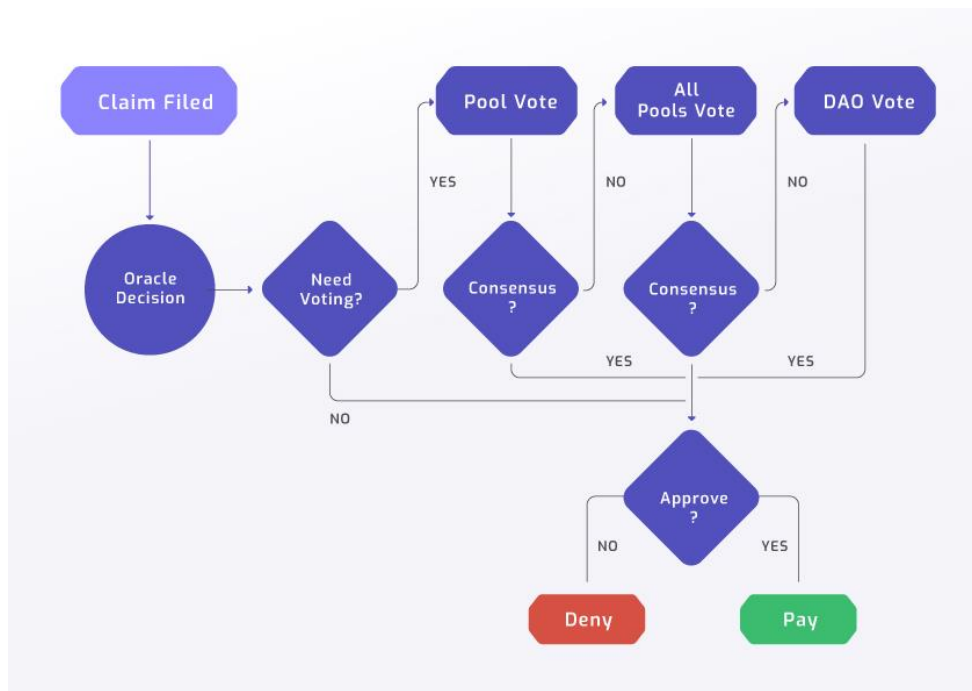 Claim Filed
Pool Vote
All
Pools Vote
DAO Vote
YES
NO
NO
Oracle
Decision
Need
Voting?
Consensus
?
Consensus
?
YES
YES
NO
Approve
?
NO
YES
Deny
Pay